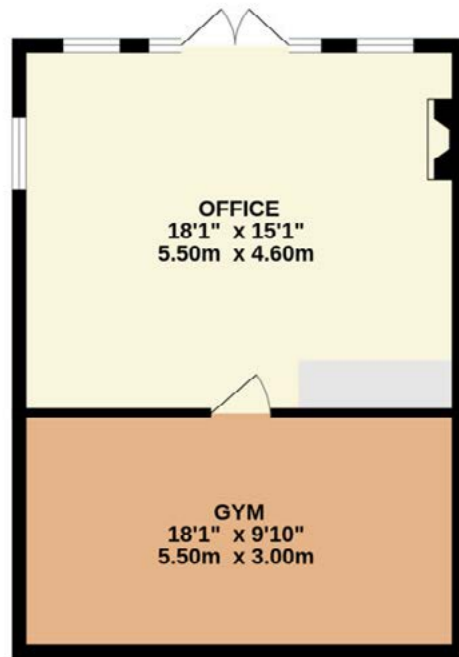 OFFICE
18'1" x 15'1"
5.50m x 4.60m
GYM
18'1" x 9'10"
5.50m x 3.00m